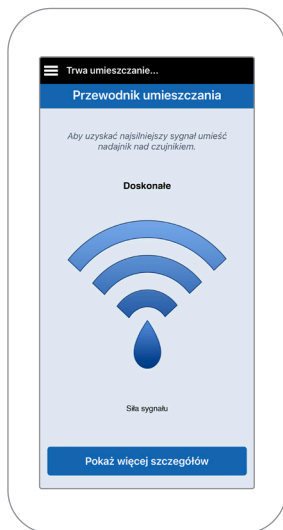 Trwa umieszczanie...
Przewodnik umieszczania
Aby uzyskać najsilniejszy sygnał umieść
nadajnik nad czujnikiem.
Doskonałe
Siła sygnału
Pokaż więcej szczegółów